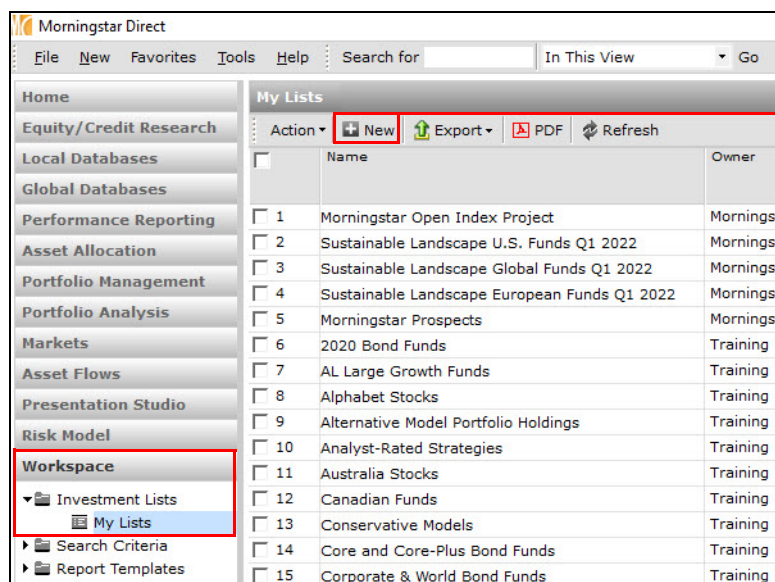 Morningstar Direct
File New Favorites Tools Help Search for In This View Go
Home
Equity/Credit Research
Local Databases
Global Databases
Performance Reporting
Asset Allocation
Portfolio Management
Portfolio Analysis
Markets
Asset Flows
Presentation Studio
Risk Model
Workspace
Investment Lists
My Lists
Search Criteria
Report Templates
My Lists
Action New Export PDF Refresh
Name Owner
1 Morningstar Open Index Project Mornings
2 Sustainable Landscape U.S. Funds Q1 2022 Mornings
3 Sustainable Landscape Global Funds Q1 2022 Mornings
4 Sustainable Landscape European Funds Q1 2022 Mornings
5 Morningstar Prospects Mornings
6 2020 Bond Funds Training
7 AL Large Growth Funds Training
8 Alphabet Stocks Training
9 Alternative Model Portfolio Holdings Training
10 Analyst-Rated Strategies Training
11 Australia Stocks Training
12 Canadian Funds Training
13 Conservative Models Training
14 Core and Core-Plus Bond Funds Training
15 Corporate & World Bond Funds Training